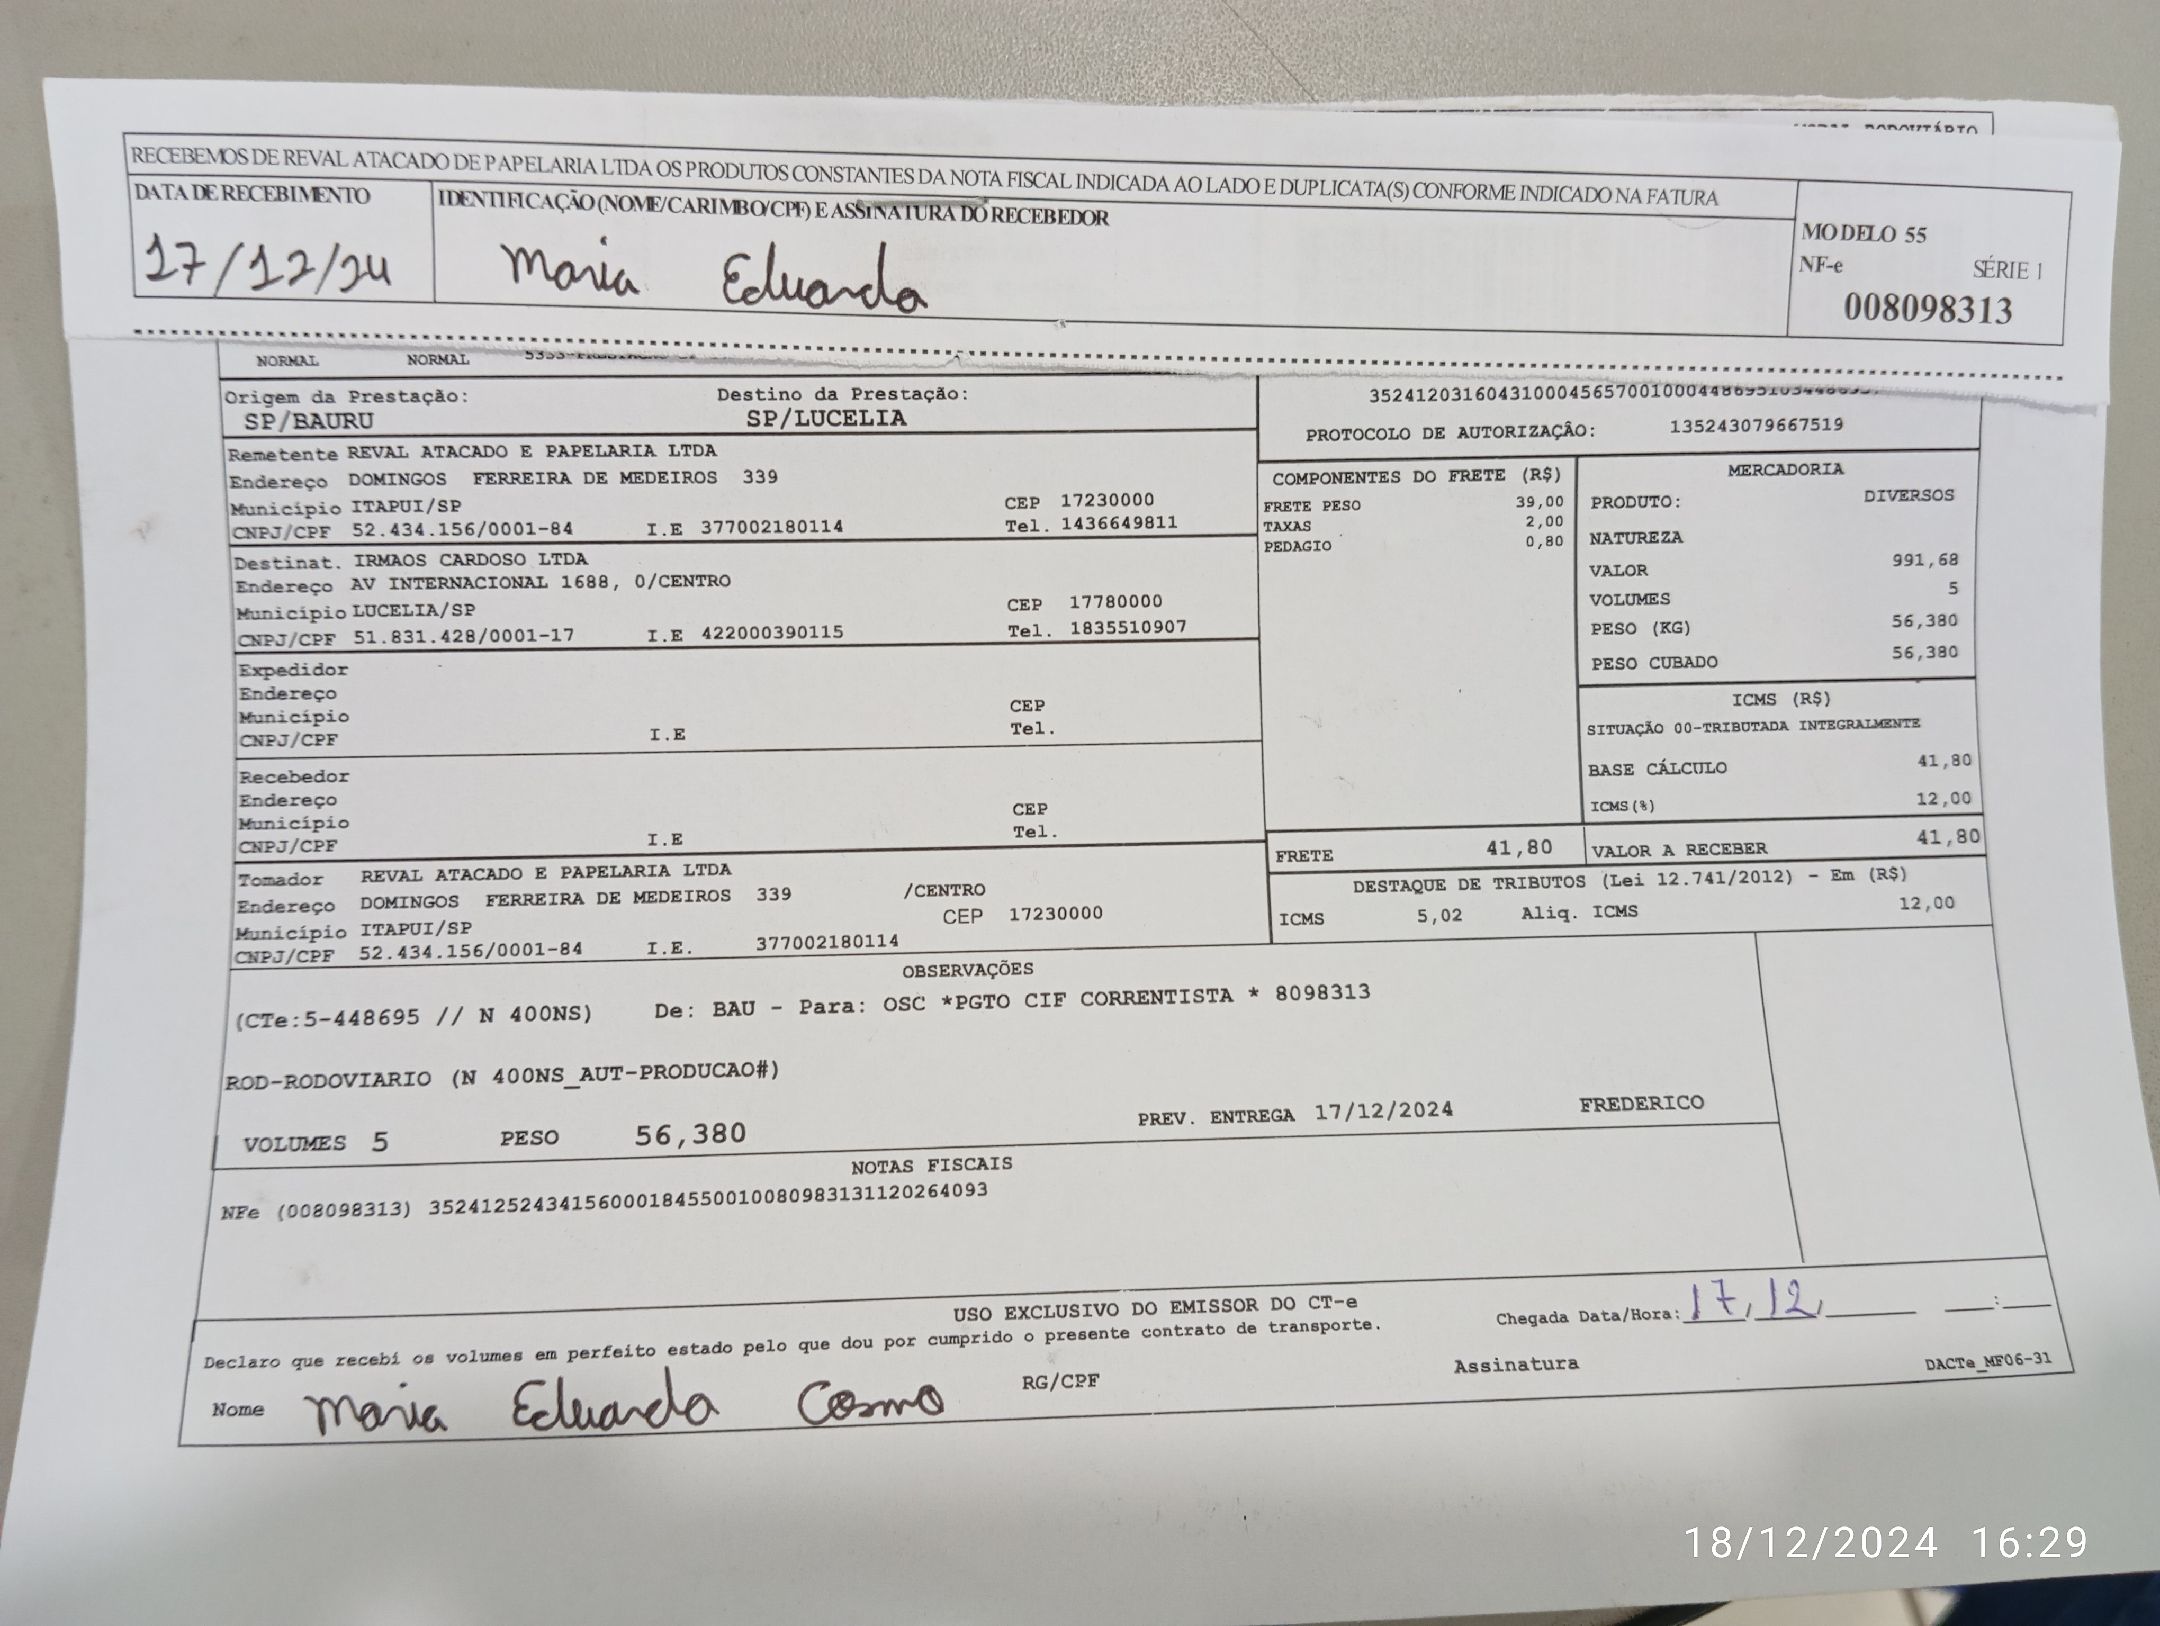 RECEBEMOS DE REVAL ATACADO DE PAPELARIA LTDA OS PRODUTOS CONSTANTES DA NOTA FISCAL INDICADA AO LADO E DUPLICATA(S) CONFORME INDICADO NA FATURA
DATA DE RECEBIMENTO
17/12/24
IDENTIFICAÇÃO (NOME/CARIMBO/CPF) E ASSINATURA DO RECEBEDOR
Maria Eduarda
MODELO 55
NF-e SÉRIE 1
008098313
NORMAL NORMAL
Origem da Prestação: Destino da Prestação:
SP/BAURU SP/LUCELIA
PROTOCOLO DE AUTORIZAÇÃO: 135243079667519
Remetente REVAL ATACADO E PAPELARIA LTDA
Endereço DOMINGOS FERREIRA DE MEDEIROS 339
Município ITAPUI/SP CEP 17230000
CNPJ/CPF 52.434.156/0001-84 I.E 377002180114 Tel. 1436649811
Destinat. IRMAOS CARDOSO LTDA
Endereço AV INTERNACIONAL 1688, 0/CENTRO
Município LUCELIA/SP CEP 17780000
CNPJ/CPF 51.831.428/0001-17 I.E 422000390115 Tel. 1835510907
Expedidor
Endereço
Município CEP
CNPJ/CPF I.E Tel.
Recebedor
Endereço
Município CEP
CNPJ/CPF I.E Tel.
Tomador REVAL ATACADO E PAPELARIA LTDA
Endereço DOMINGOS FERREIRA DE MEDEIROS 339 /CENTRO
Município ITAPUI/SP CEP 17230000
CNPJ/CPF 52.434.156/0001-84 I.E. 377002180114
COMPONENTES DO FRETE (R$)
FRETE PESO 39,00
TAXAS 2,00
PEDAGIO 0,80
MERCADORIA
PRODUTO: DIVERSOS
NATUREZA
VALOR 991,68
VOLUMES 5
PESO (KG) 56,380
PESO CUBADO 56,380
ICMS (R$)
SITUAÇÃO 00-TRIBUTADA INTEGRALMENTE
BASE CÁLCULO 41,80
ICMS(%) 12,00
FRETE 41,80 VALOR A RECEBER 41,80
DESTAQUE DE TRIBUTOS (Lei 12.741/2012) - Em (R$)
ICMS 5,02 Aliq. ICMS 12,00
OBSERVAÇÕES
(CTe:5-448695 // N 400NS) De: BAU - Para: OSC *PGTO CIF CORRENTISTA * 8098313
ROD-RODOVIARIO (N 400NS_AUT-PRODUCAO#)
VOLUMES 5 PESO 56,380 PREV. ENTREGA 17/12/2024 FREDERICO
NOTAS FISCAIS
NFe (008098313) 35241252434156000184550010080983131120264093
USO EXCLUSIVO DO EMISSOR DO CT-e
Chegada Data/Hora: 17/12/ :
Declaro que recebi os volumes em perfeito estado pelo que dou por cumprido o presente contrato de transporte.
Nome Maria Eduarda Cosmo RG/CPF Assinatura DACTe_MF06-31
18/12/2024 16:29